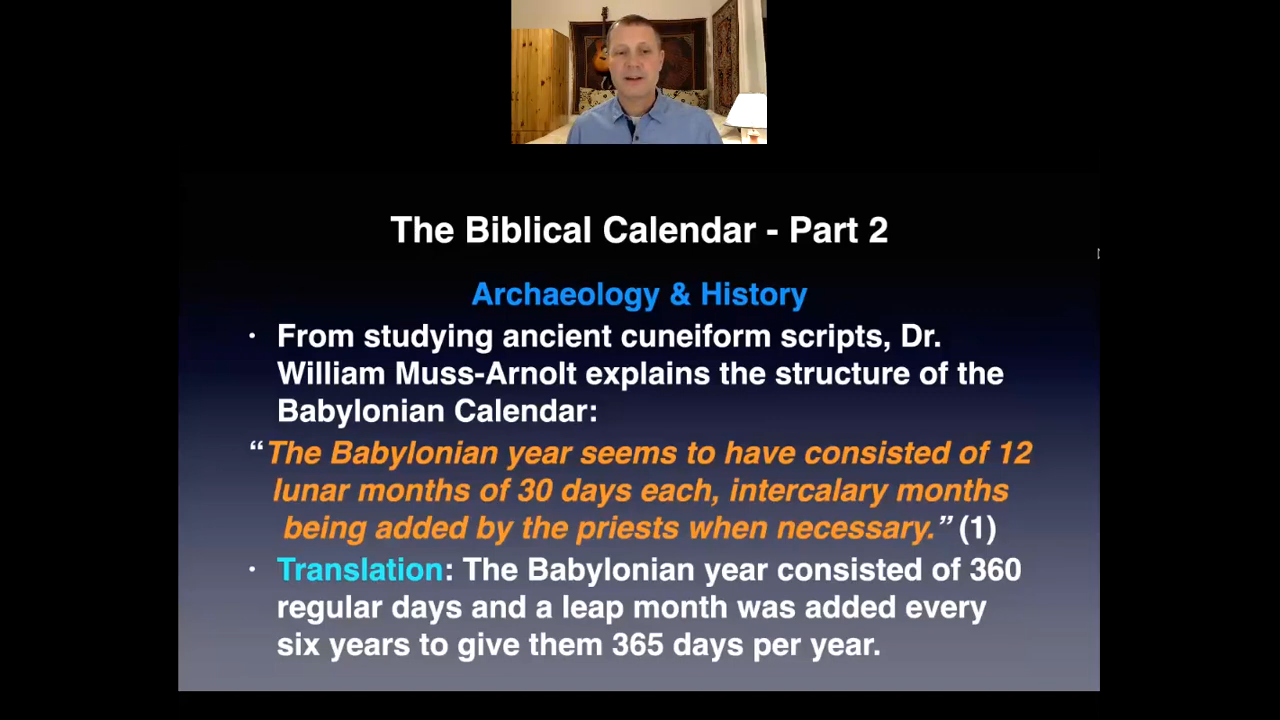 The Biblical Calendar - Part 2
Archaeology & History
• From studying ancient cuneiform scripts, Dr.
William Muss-Arnolt explains the structure of the
Babylonian Calendar:
“The Babylonian year seems to have consisted of 12
lunar months of 30 days each, intercalary months
being added by the priests when necessary.” (1)
• Translation: The Babylonian year consisted of 360
regular days and a leap month was added every
six years to give them 365 days per year.